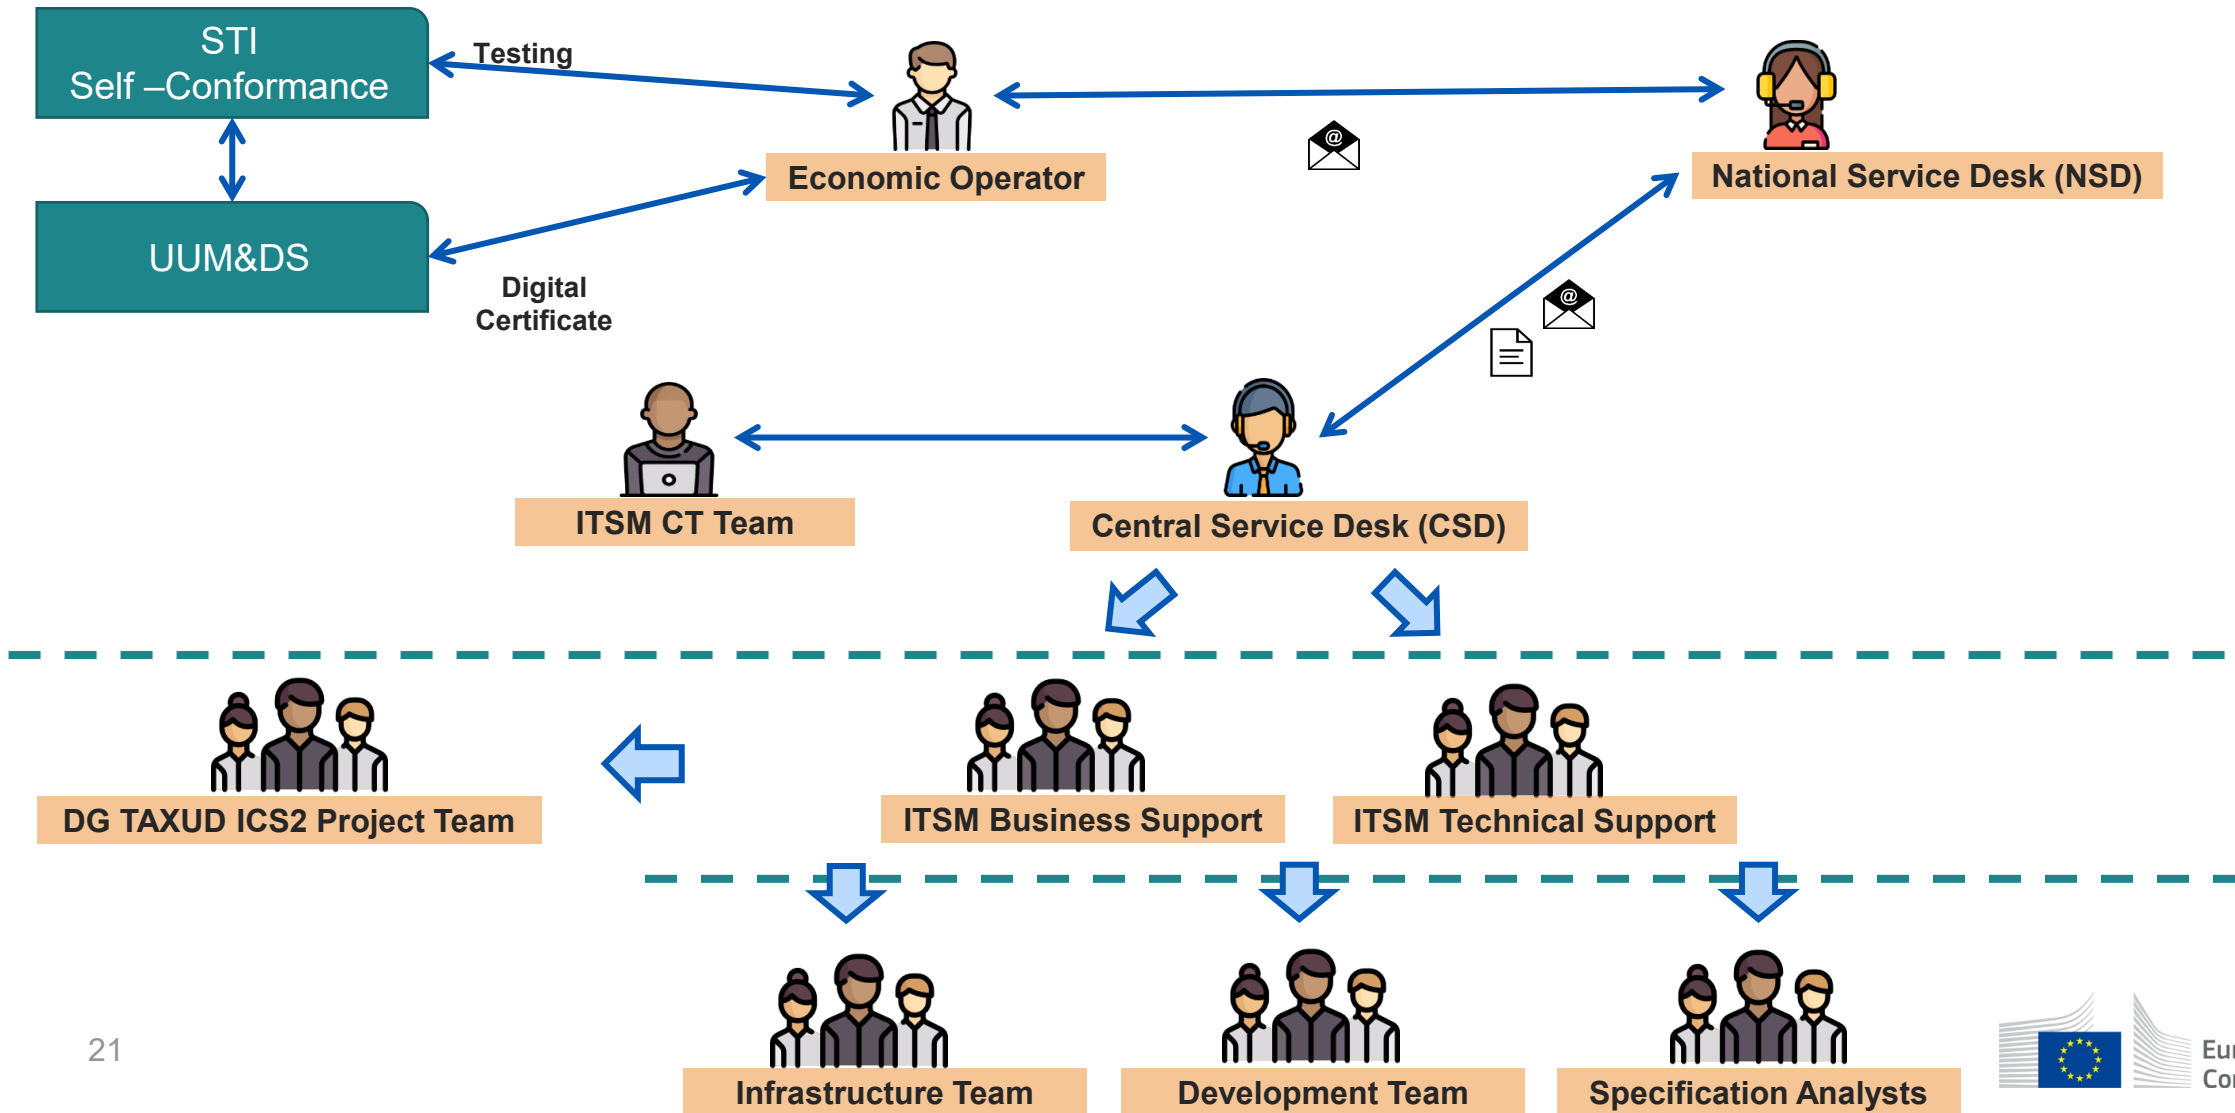 STI
Self –Conformance
Testing
Economic Operator
@
National Service Desk (NSD)
UUM&DS
Digital
Certificate
@
ITSM CT Team
Central Service Desk (CSD)
DG TAXUD ICS2 Project Team
ITSM Business Support
ITSM Technical Support
21
Infrastructure Team
Development Team
Specification Analysts